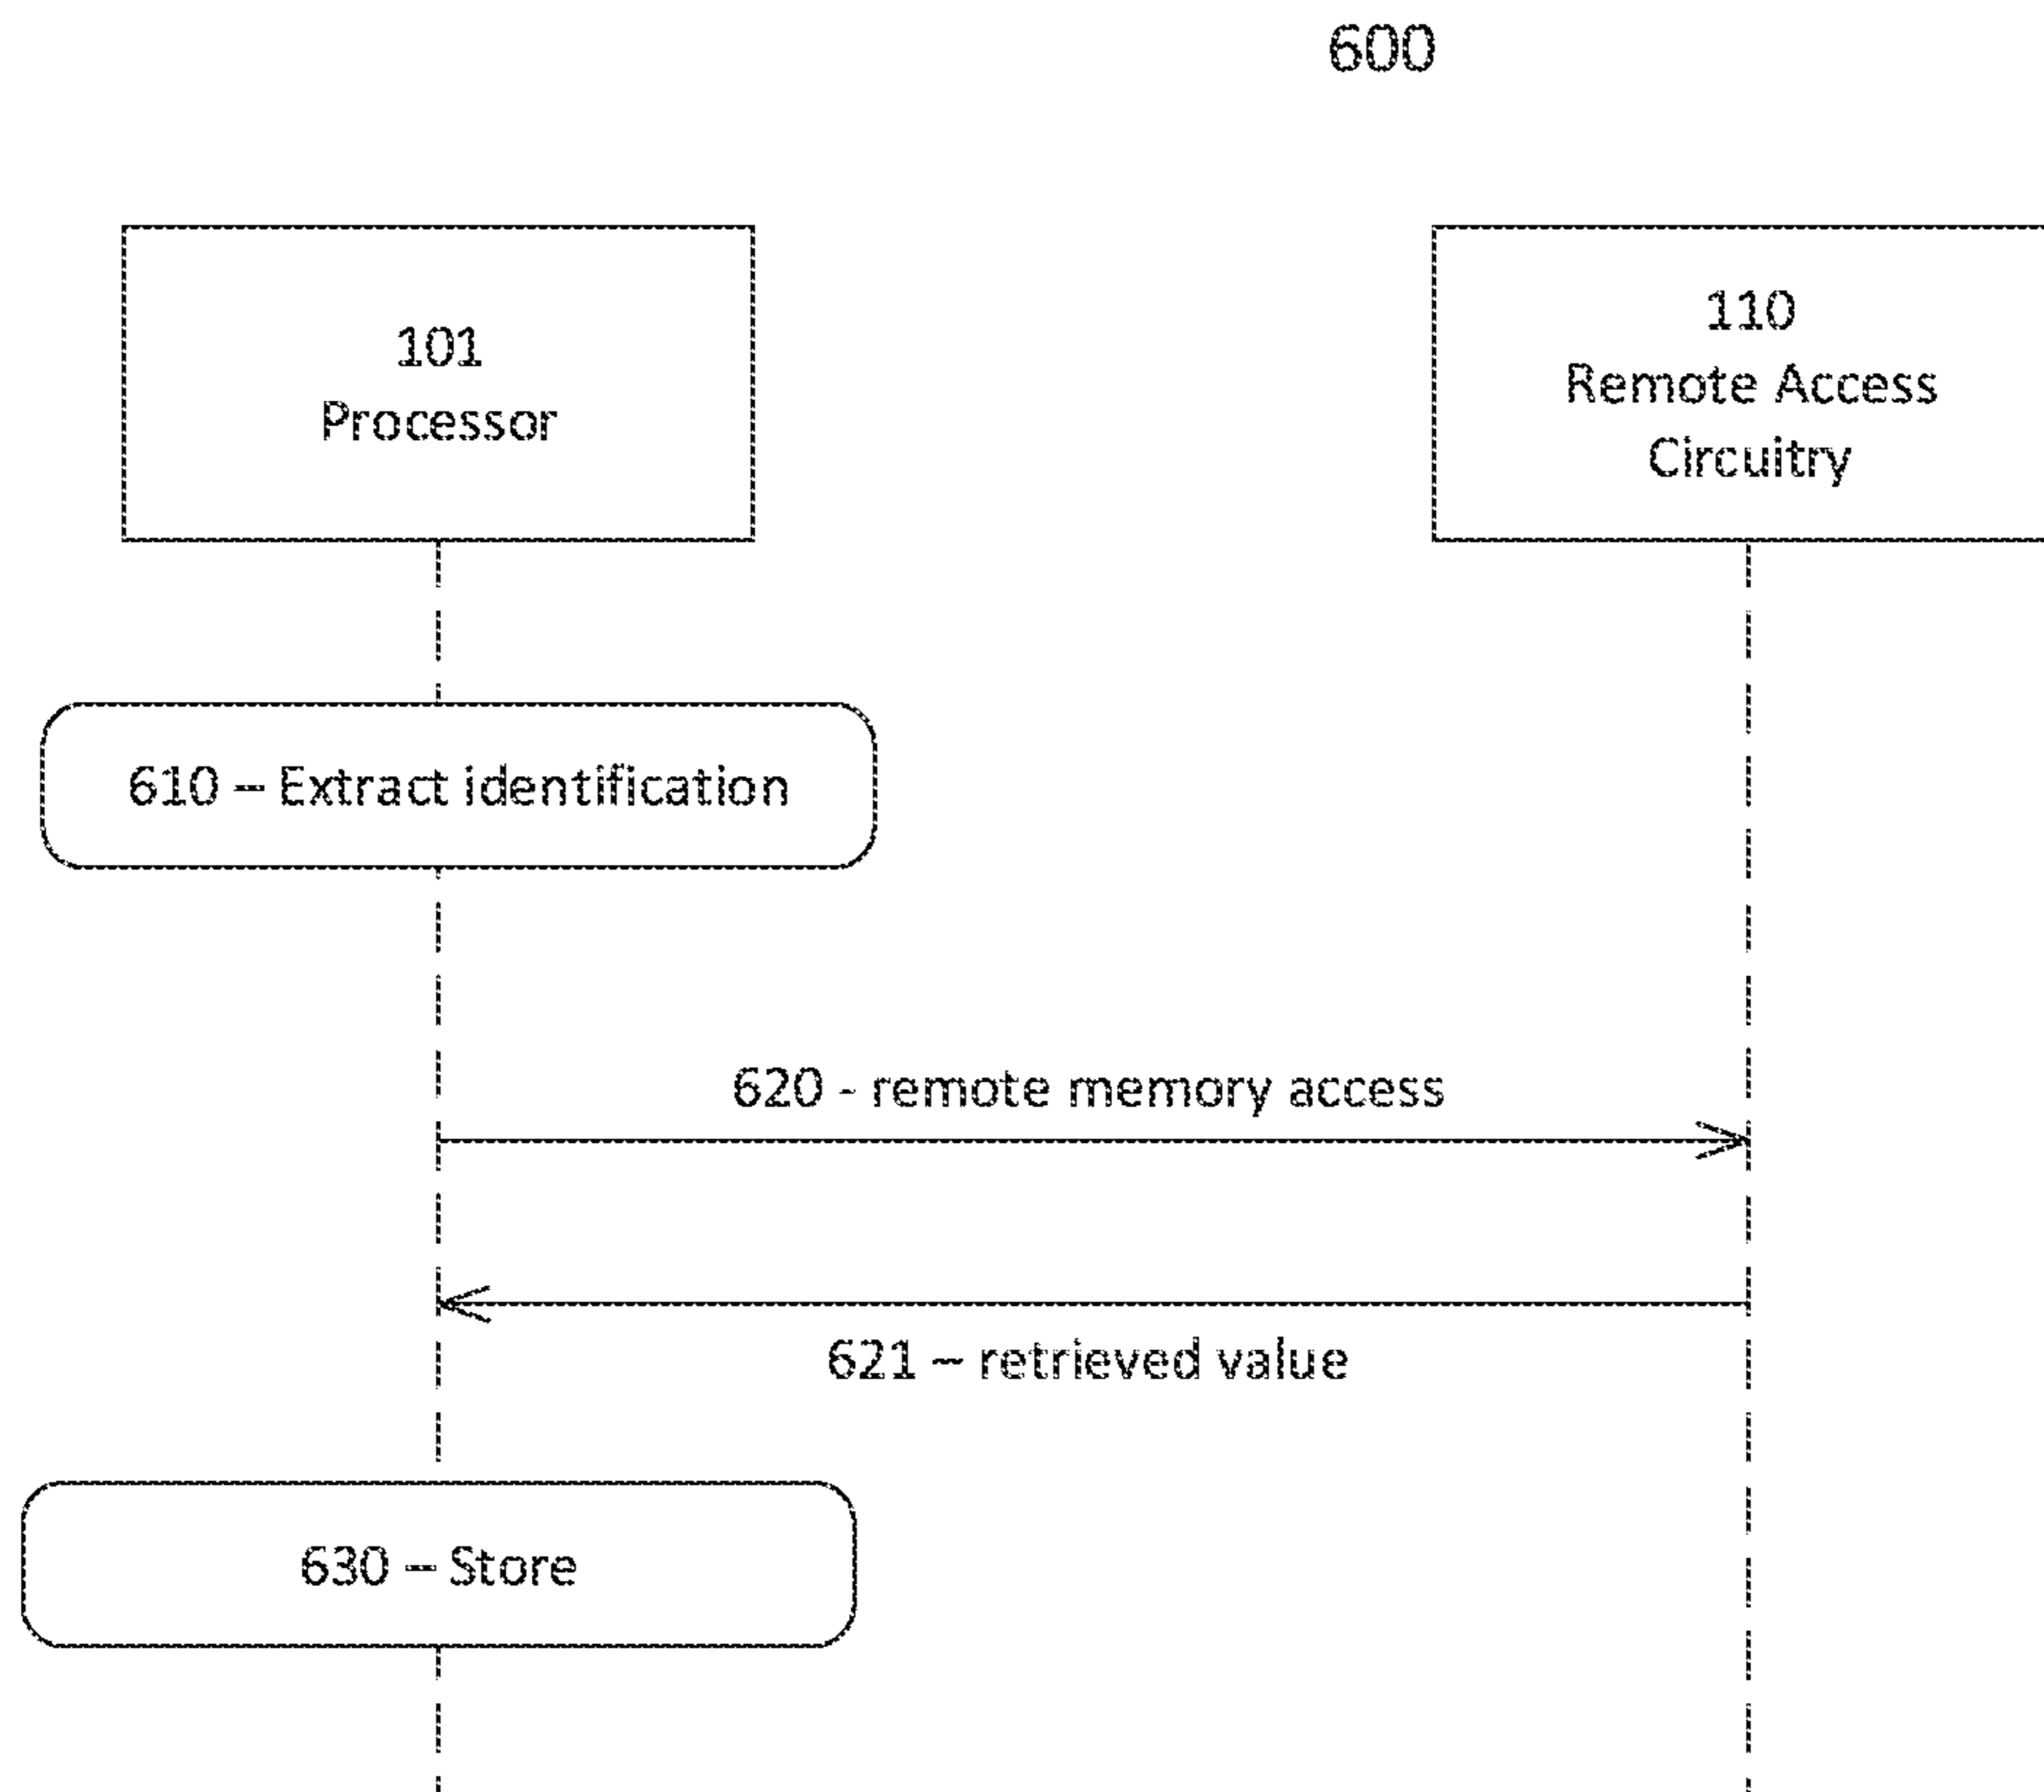 600
101
Processor
110
Remote Access
Circuitry
610 – Extract identification
620 - remote memory access
621 – retrieved value
630 – Store